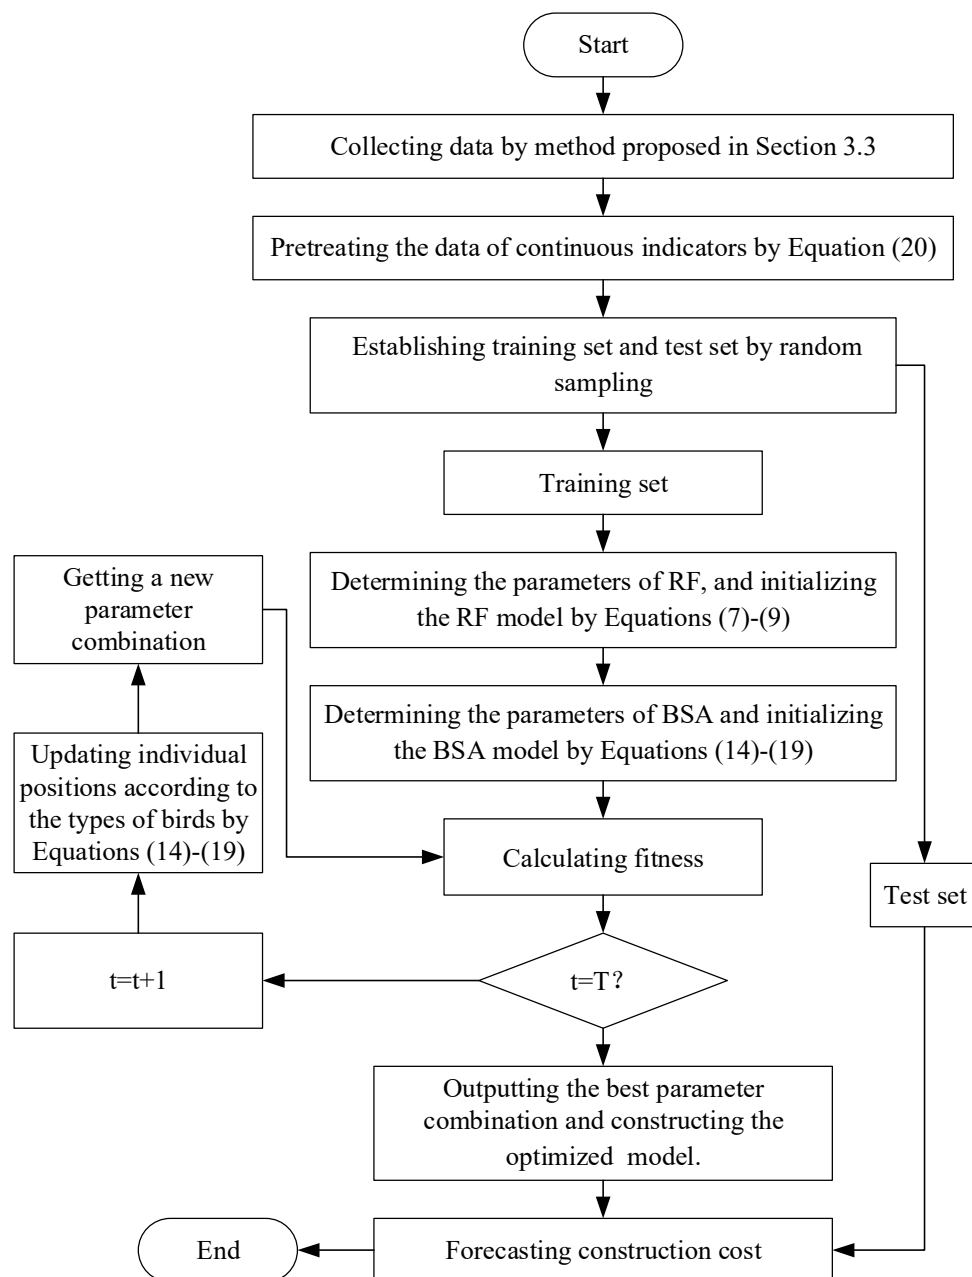 Start
Collecting data by method proposed in Section 3.3
Pretreating the data of continuous indicators by Equation (20)
Establishing training set and test set by random
sampling
Training set
Determining the parameters of RF, and initializing
the RF model by Equations (7)-(9)
Getting a new
parameter
combination
Determining the parameters of BSA and initializing
the BSA model by Equations (14)-(19)
Updating individual
positions according to
the types of birds by
Equations (14)-(19)
Calculating fitness
Test set
t=t+1
t=T?
Outputting the best parameter
combination and constructing the
optimized model.
End
Forecasting construction cost